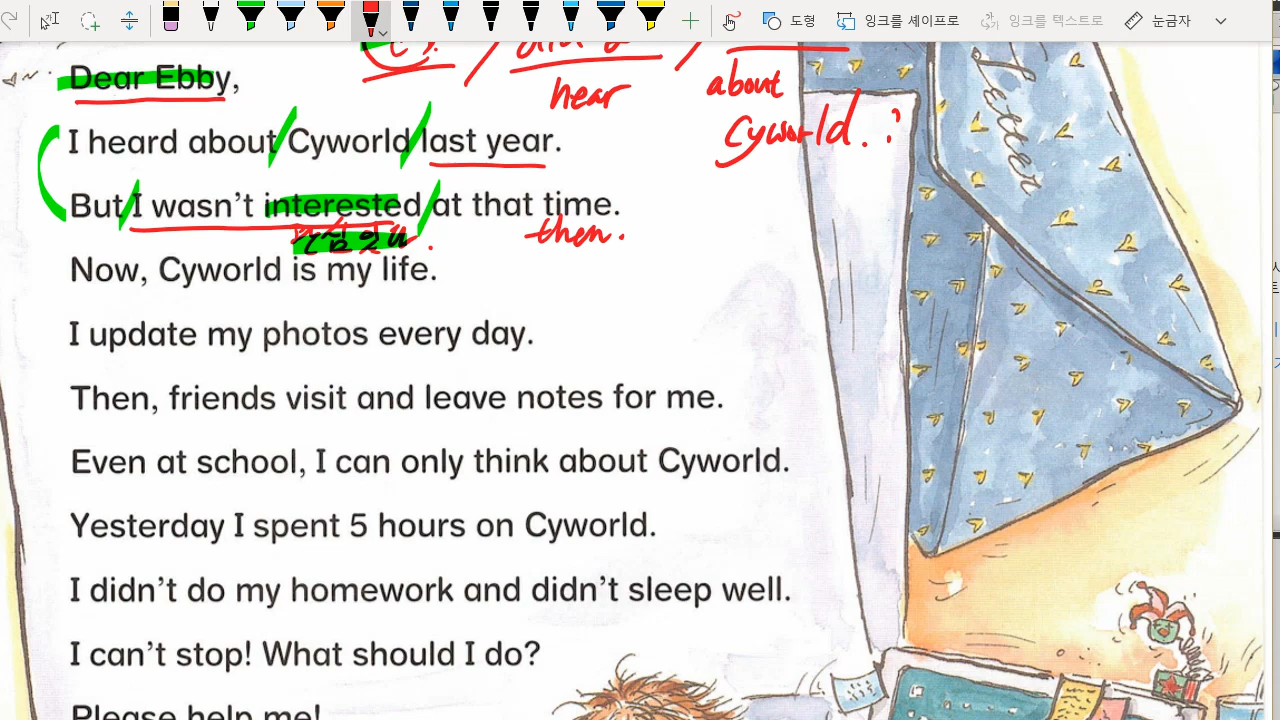 도형
잉크를 셰이프로
잉크를 텍스트로
눈금자
hear
about
cyworld. ?
Letter
Dear Ebby,
I heard about Cyworld last year.
But I wasn't interested at that time.
then.
Now, Cyworld is my life.
I update my photos every day.
Then, friends visit and leave notes for me.
Even at school, I can only think about Cyworld.
Yesterday I spent 5 hours on Cyworld.
I didn't do my homework and didn't sleep well.
I can't stop! What should I do?
Please help me!